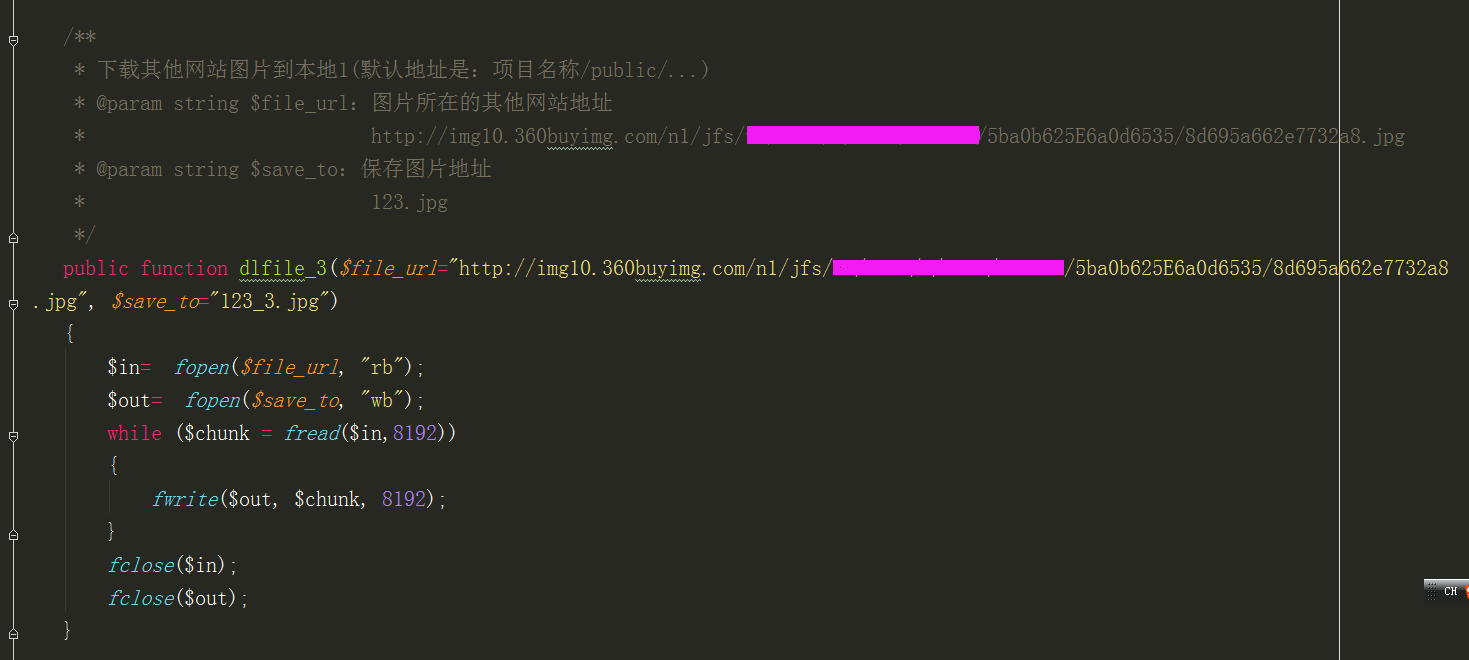 /**
* 下载其他网站图片到本地1(默认地址是：项目名称/public/...)
* @param string $file_url：图片所在的其他网站地址
* http://img10.360buyimg.com/n1/jfs/ /5ba0b625E6a0d6535/8d695a662e7732a8.jpg
* @param string $save_to：保存图片地址
* 123.jpg
*/
public function dlfile_3($file_url="http://img10.360buyimg.com/n1/jfs/ /5ba0b625E6a0d6535/8d695a662e7732a8
.jpg", $save_to="123_3.jpg")
{
$in= fopen($file_url, "rb");
$out= fopen($save_to, "wb");
while ($chunk = fread($in,8192))
{
fwrite($out, $chunk, 8192);
}
fclose($in);
fclose($out);
}
CH